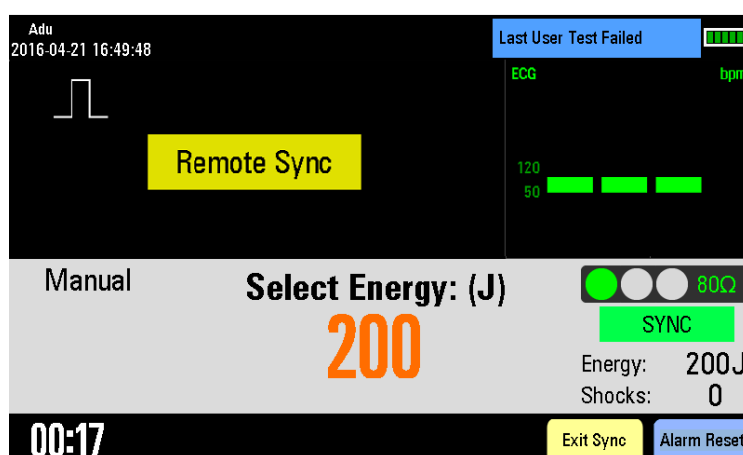 Adu
2016-04-21 16:49:48
Last User Test Failed
ECG bpm
Remote Sync
120
50
Manual
Select Energy: (J)
200
80Ω
SYNC
Energy: 200J
Shocks: 0
00:17
Exit Sync
Alarm Reset